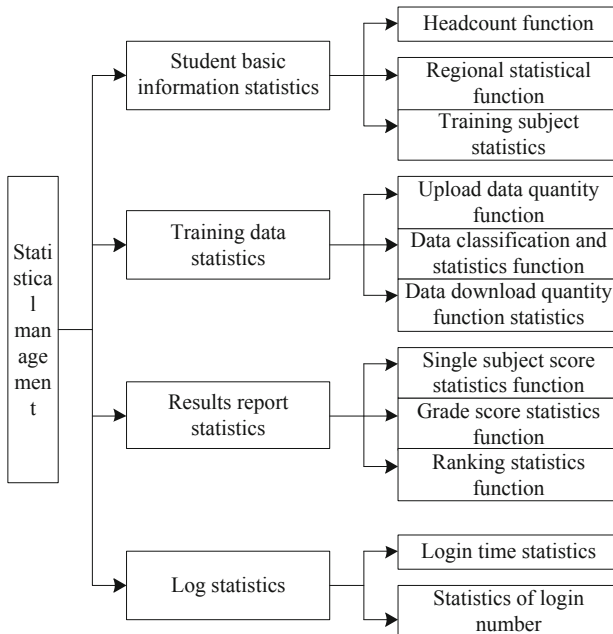 Stati
stica
l
man
age
men
t
Student basic
information statistics
Headcount function
Regional statistical
function
Training subject
statistics
Training data
statistics
Upload data quantity
function
Data classification and
statistics function
Data download quantity
function statistics
Results report
statistics
Single subject score
statistics function
Grade score statistics
function
Ranking statistics
function
Log statistics
Login time statistics
Statistics of login
number